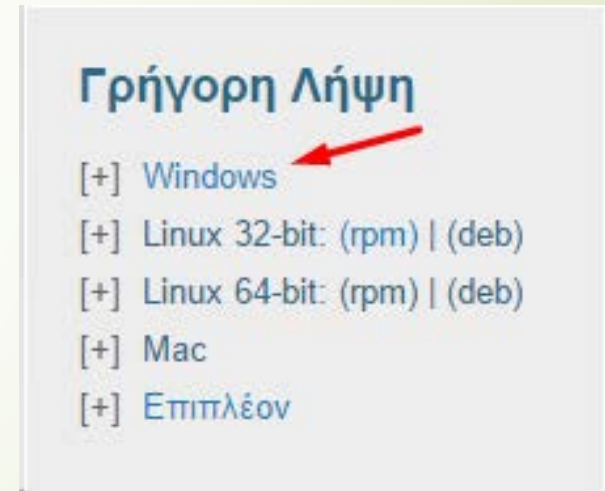 Γρήγορη Λήψη
[+] Windows
[+] Linux 32-bit: (rpm) | (deb)
[+] Linux 64-bit: (rpm) | (deb)
[+] Mac
[+] Επιπλέον